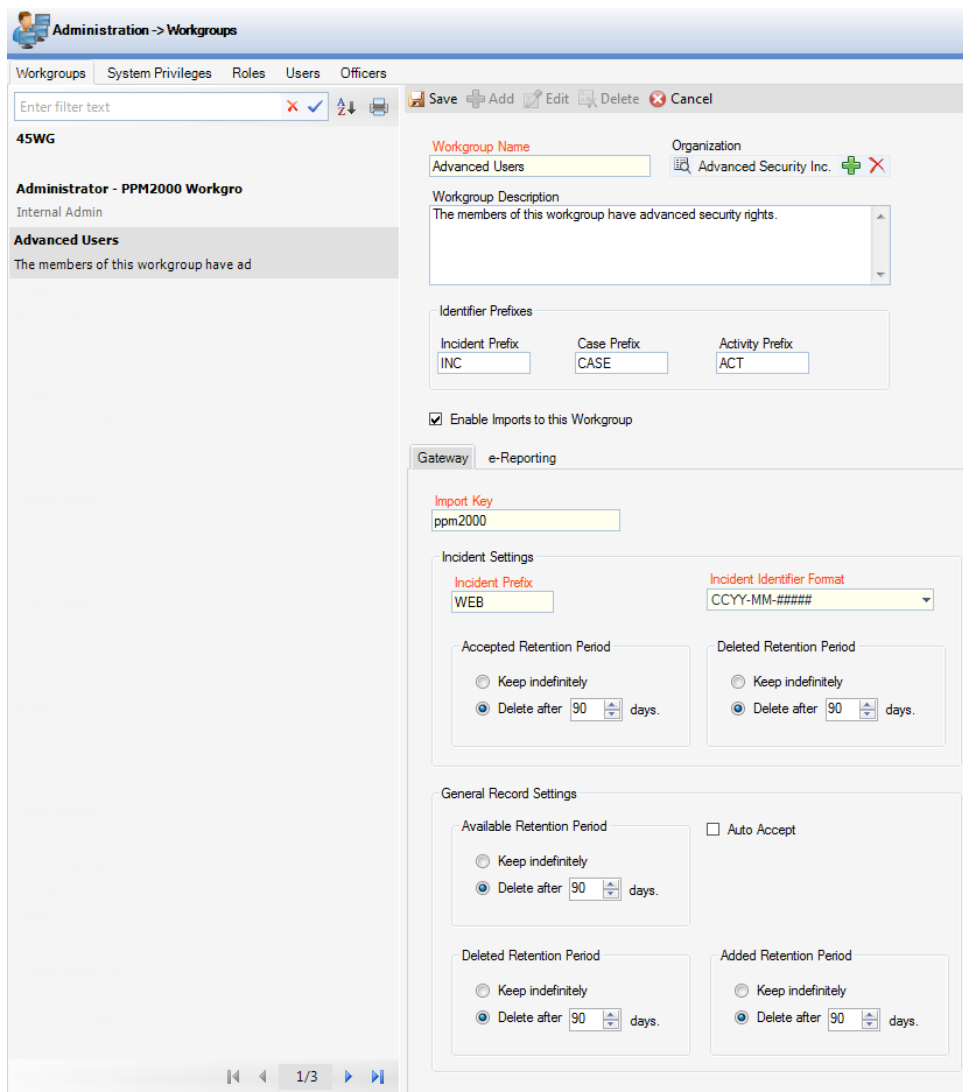 Administration -> Workgroups
Workgroups System Privileges Roles Users Officers
Enter filter text
Save Add Edit Delete Cancel
45WG
Administrator - PPM2000 Workgro
Internal Admin
Advanced Users
The members of this workgroup have ad
1/3
Workgroup Name Organization
Advanced Users Advanced Security Inc.
Workgroup Description
The members of this workgroup have advanced security rights.
Identifier Prefixes
Incident Prefix Case Prefix Activity Prefix
INC CASE ACT
Enable Imports to this Workgroup
Gateway e-Reporting
Import Key
ppm2000
Incident Settings
Incident Prefix Incident Identifier Format
WEB CCYY-MM-#####
Accepted Retention Period Deleted Retention Period
Keep indefinitely Keep indefinitely
Delete after 90 days. Delete after 90 days.
General Record Settings
Available Retention Period Auto Accept
Keep indefinitely
Delete after 90 days.
Deleted Retention Period Added Retention Period
Keep indefinitely Keep indefinitely
Delete after 90 days. Delete after 90 days.